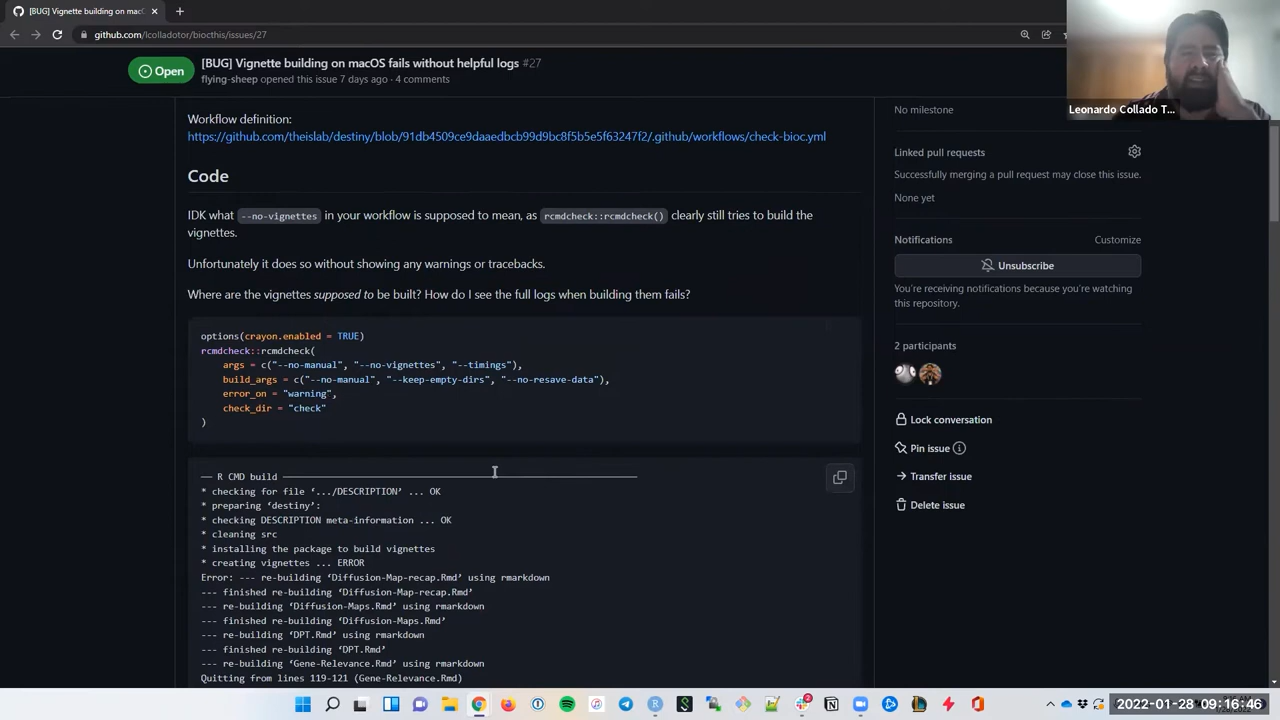 [BUG] Vignette building on macO
github.com/lcolladotor/biocthis/issues/27
Leonardo Collado T...
Open
[BUG] Vignette building on macOS fails without helpful logs #27
flying-sheep opened this issue 7 days ago · 4 comments
Workflow definition:
https://github.com/theislab/destiny/blob/91db4509ce9daaedbcb99d9bc8f5b5e5f63247f2/.github/workflows/check-bioc.yml
Code
IDK what --no-vignettes in your workflow is supposed to mean, as rcmdcheck::rcmdcheck() clearly still tries to build the
vignettes.
Unfortunately it does so without showing any warnings or tracebacks.
Where are the vignettes supposed to be built? How do I see the full logs when building them fails?
options(crayon.enabled = TRUE)
rcmdcheck::rcmdcheck(
args = c("--no-manual", "--no-vignettes", "--timings"),
build_args = c("--no-manual", "--keep-empty-dirs", "--no-resave-data"),
error_on = "warning",
check_dir = "check"
)
── R CMD build ─────────────────────────────────
* checking for file ‘.../DESCRIPTION’ ... OK
* preparing ‘destiny’:
* checking DESCRIPTION meta-information ... OK
* cleaning src
* installing the package to build vignettes
* creating vignettes ... ERROR
Error: --- re-building ‘Diffusion-Map-recap.Rmd’ using rmarkdown
--- finished re-building ‘Diffusion-Map-recap.Rmd’
--- re-building ‘Diffusion-Maps.Rmd’ using rmarkdown
--- finished re-building ‘Diffusion-Maps.Rmd’
--- re-building ‘DPT.Rmd’ using rmarkdown
--- finished re-building ‘DPT.Rmd’
--- re-building ‘Gene-Relevance.Rmd’ using rmarkdown
Quitting from lines 119-121 (Gene-Relevance.Rmd)
No milestone
Linked pull requests
Successfully merging a pull request may close this issue.
None yet
Notifications
Customize
Unsubscribe
You're receiving notifications because you're watching
this repository.
2 participants
Lock conversation
Pin issue
Transfer issue
Delete issue
2022-01-28 09:16:46